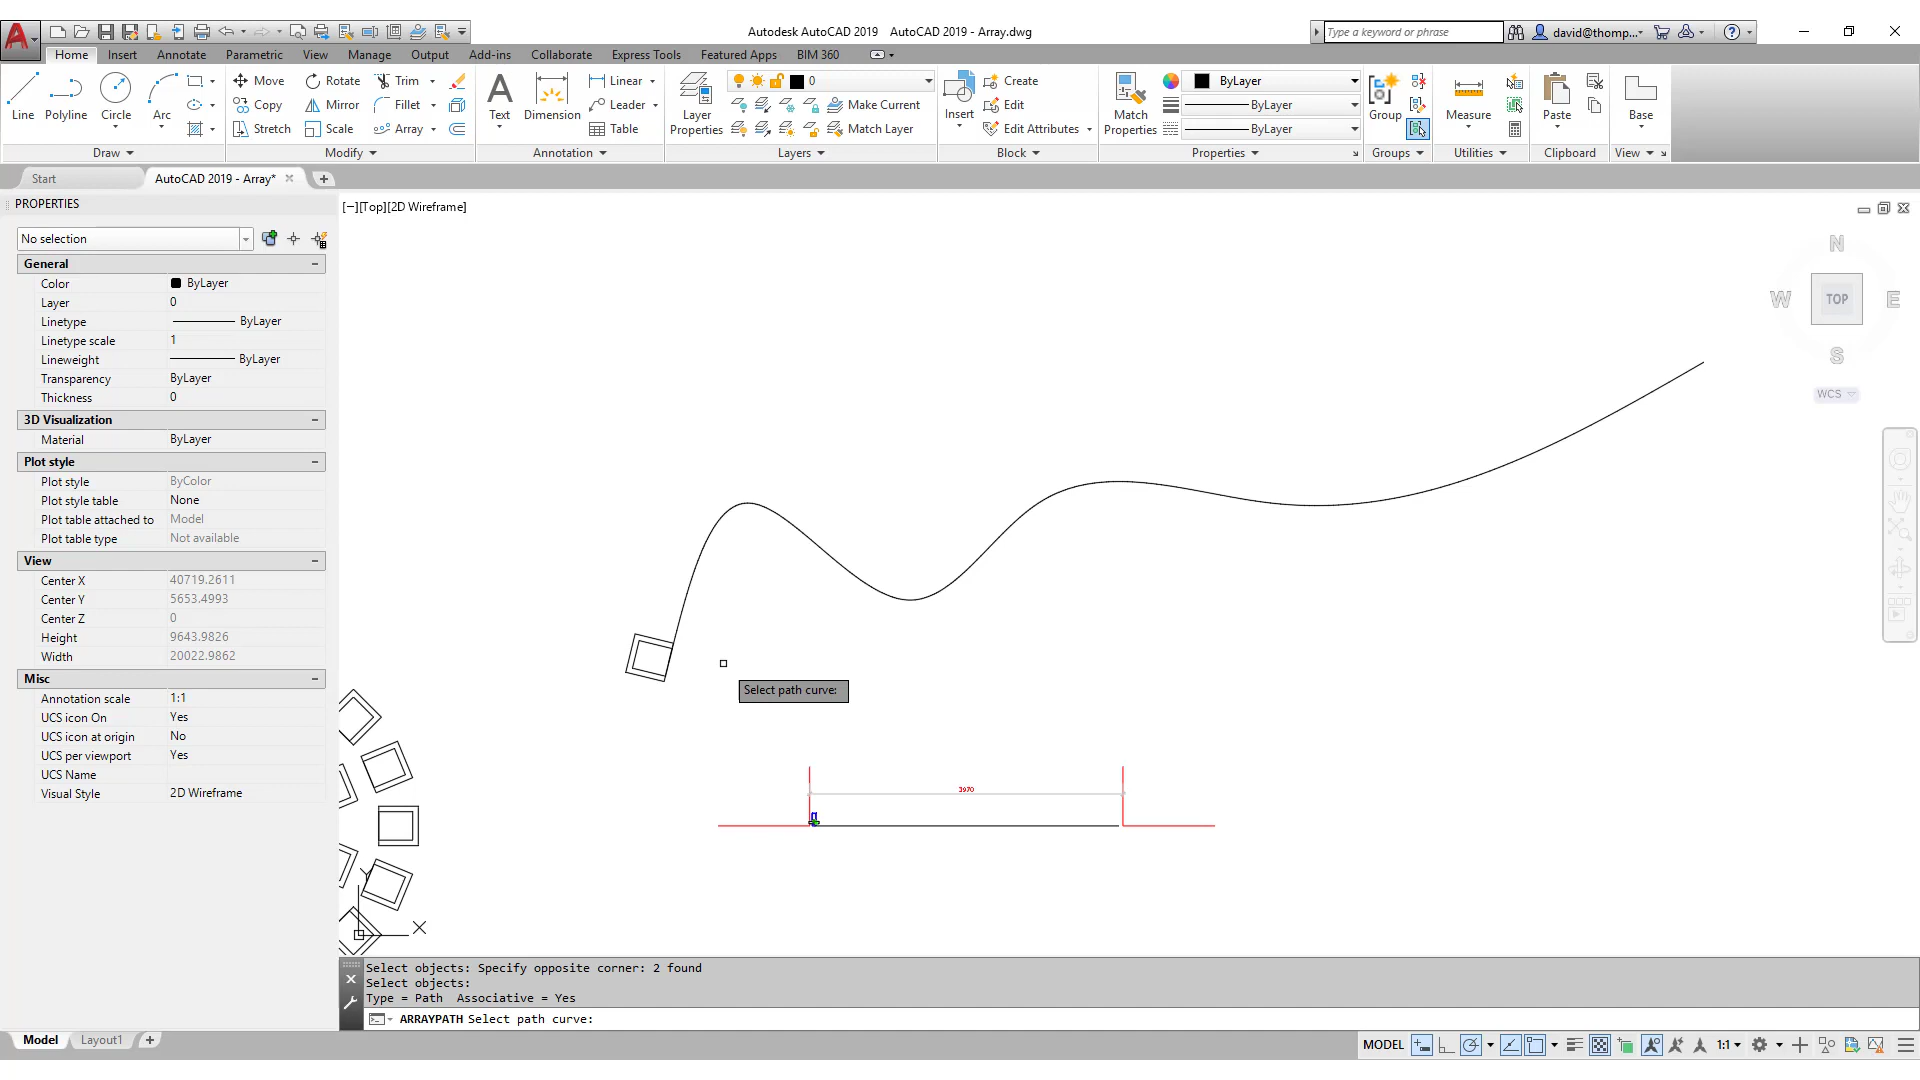 Autodesk AutoCAD 2019 AutoCAD 2019 - Array.dwg
Type a keyword or phrase
david@thomp...
Home Insert Annotate Parametric View Manage Output Add-ins Collaborate Express Tools Featured Apps BIM 360
Line Polyline Circle Arc
Move Rotate Trim
Copy Mirror Fillet
Stretch Scale Array
Text Dimension
Linear
Leader
Table
Layer Properties
0
Make Current
Match Layer
Insert
Create
Edit
Edit Attributes
Match Properties
ByLayer
ByLayer
ByLayer
Group
Measure
Paste
Base
Draw Modify Annotation Layers Block Properties Groups Utilities Clipboard View
Start AutoCAD 2019 - Array*
PROPERTIES
No selection
General
Color ByLayer
Layer 0
Linetype ByLayer
Linetype scale 1
Lineweight ByLayer
Transparency ByLayer
Thickness 0
3D Visualization
Material ByLayer
Plot style
Plot style ByColor
Plot style table None
Plot table attached to Model
Plot table type Not available
View
Center X 40719.2611
Center Y 5653.4993
Center Z 0
Height 9643.9826
Width 20022.9862
Misc
Annotation scale 1:1
UCS icon On Yes
UCS icon at origin No
UCS per viewport Yes
UCS Name
Visual Style 2D Wireframe
[−][Top][2D Wireframe]
N
W TOP E
S
WCS
Select path curve:
3970
Y
X
Select objects: Specify opposite corner: 2 found
Select objects:
Type = Path Associative = Yes
ARRAYPATH Select path curve:
Model Layout1 +
MODEL 1:1